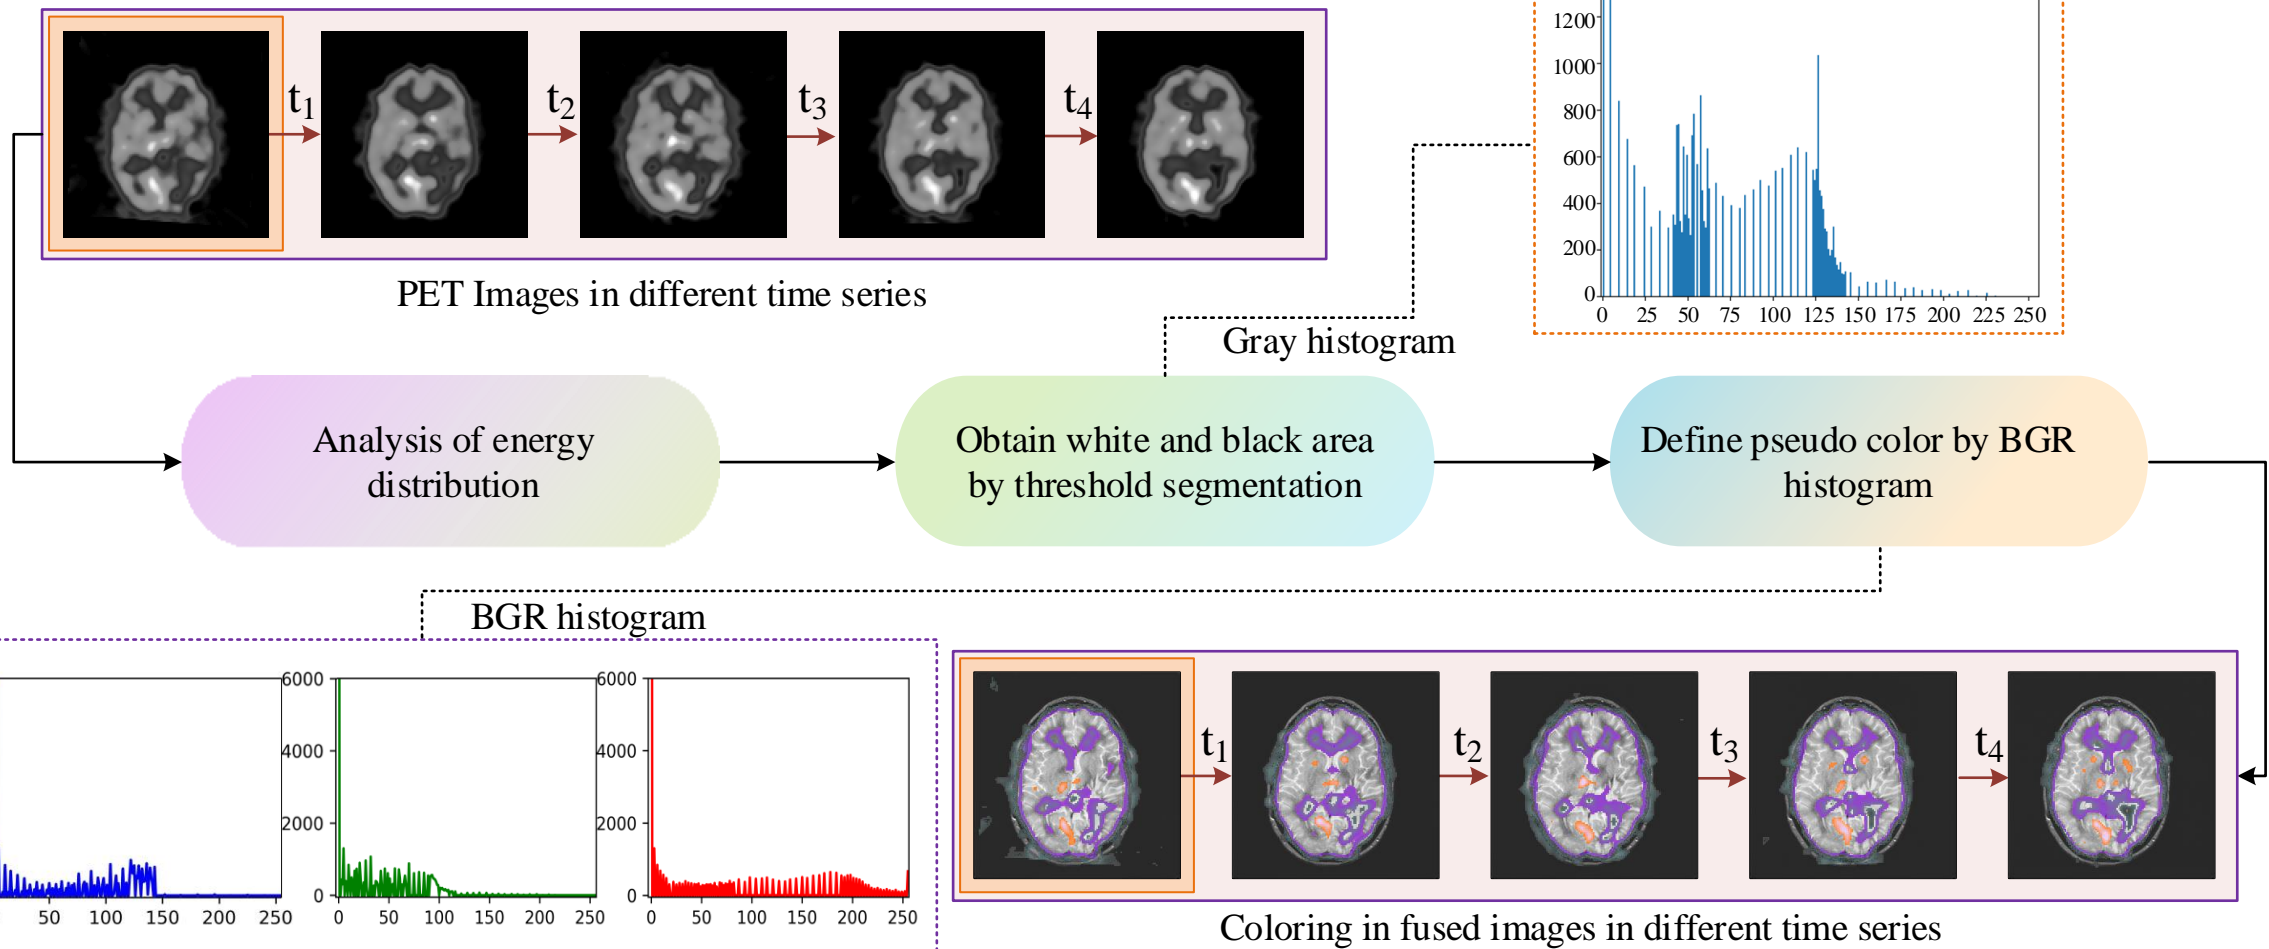 t1
t2
t3
t4
PET Images in different time series
1200
1000
800
600
400
200
0
0 25 50 75 100 125 150 175 200 225 250
Gray histogram
Analysis of energy
distribution
Obtain white and black area
by threshold segmentation
Define pseudo color by BGR
histogram
BGR histogram
50 100 150 200 250
6000
4000
2000
0
0 50 100 150 200 250
6000
4000
2000
0
0 50 100 150 200 250
t1
t2
t3
t4
Coloring in fused images in different time series